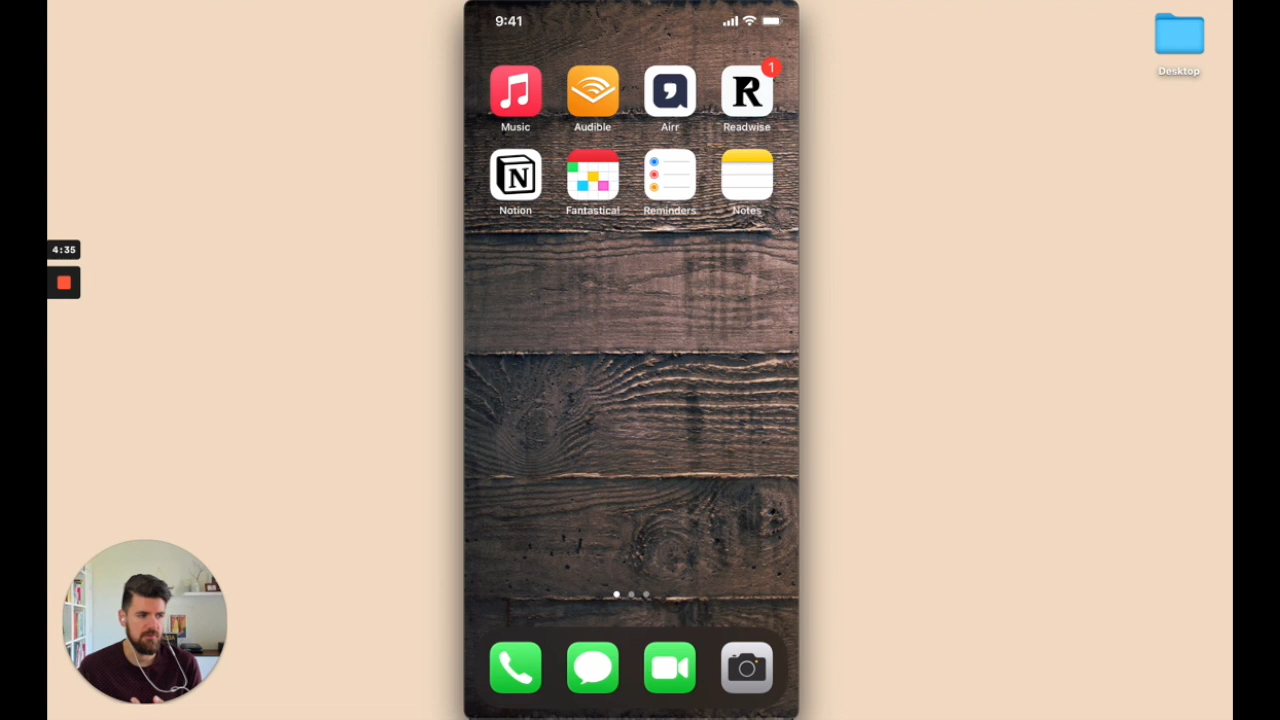 9:41
Desktop
1
Music Audible Airr Readwise
Notion Fantastical Reminders Notes
4:35